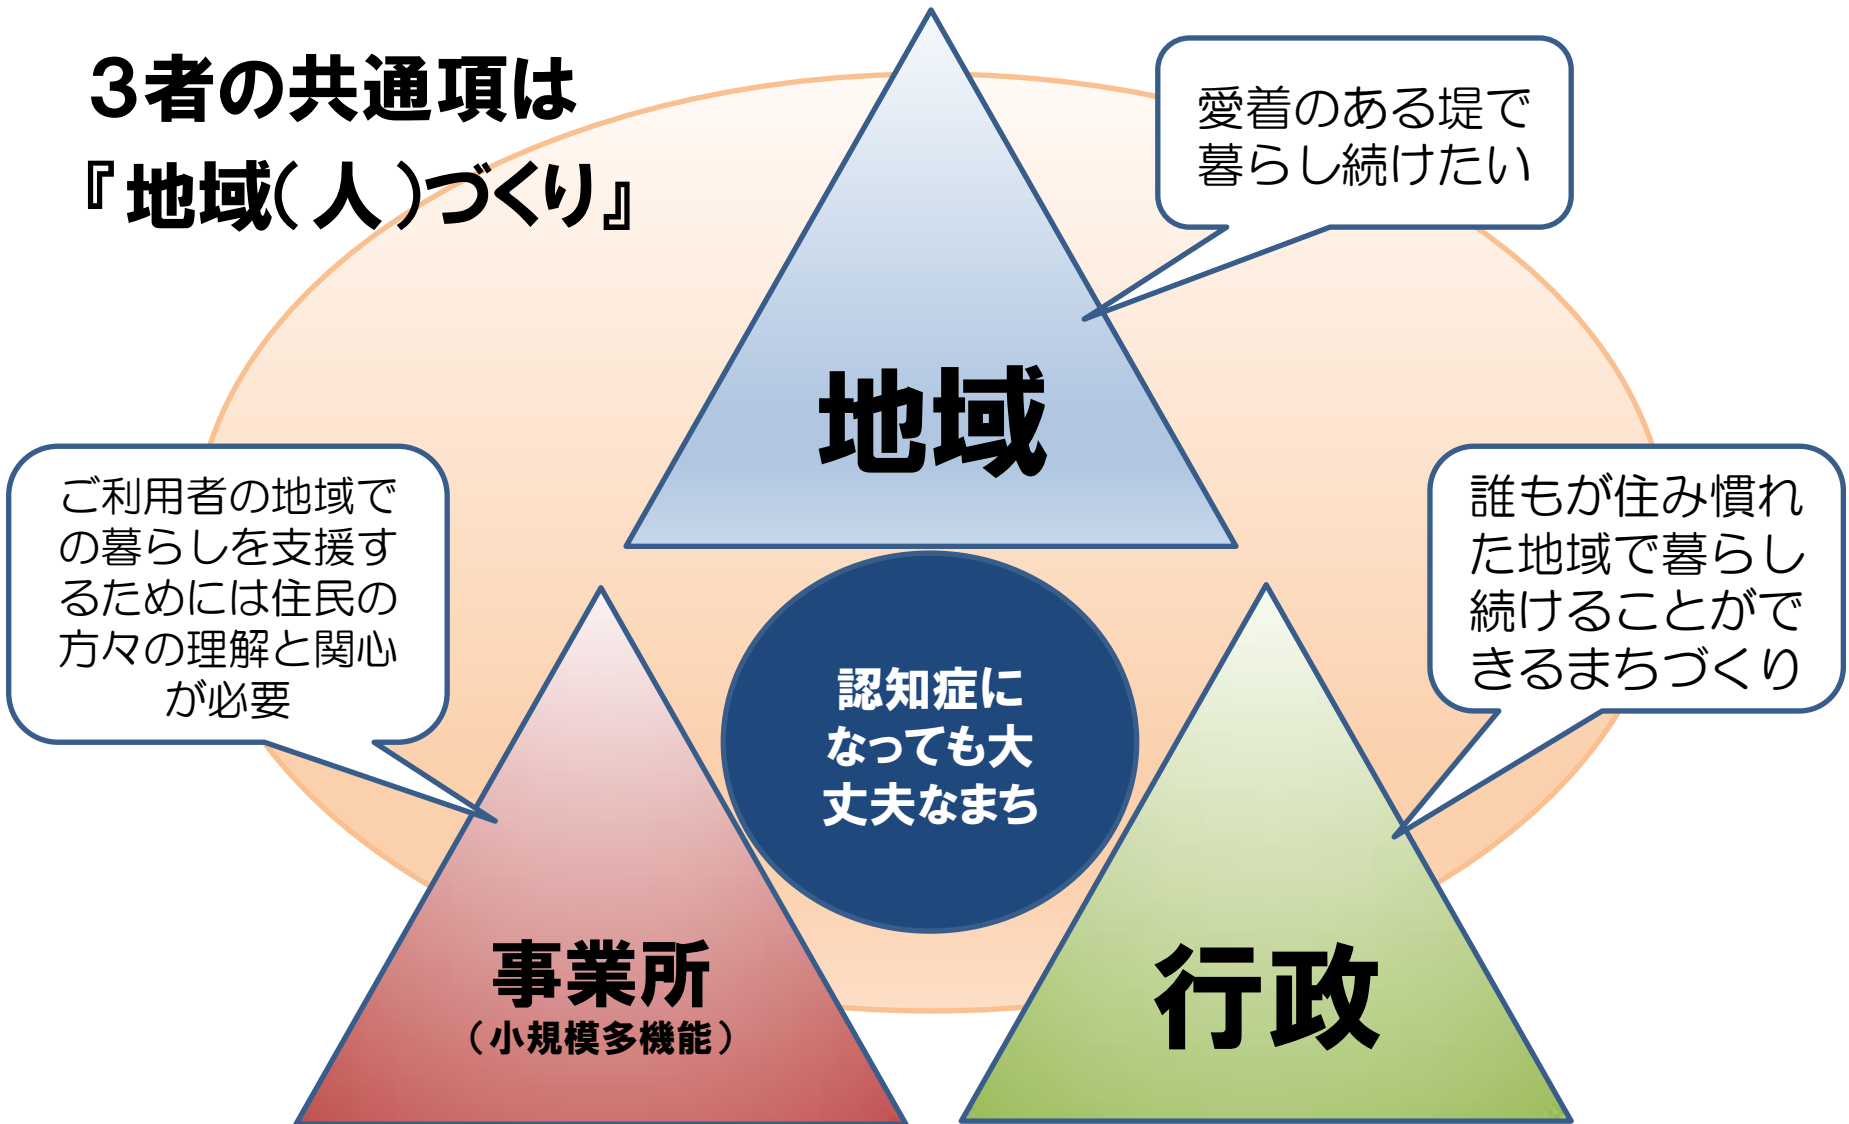 ３者の共通項は
『地域（人）づくり』
愛着のある堤で
暮らし続けたい
地域
ご利用者の地域で
の暮らしを支援す
るためには住民の
方々の理解と関心
が必要
誰もが住み慣れ
た地域で暮らし
続けることがで
きるまちづくり
認知症に
なっても大
丈夫なまち
事業所
（小規模多機能）
行政